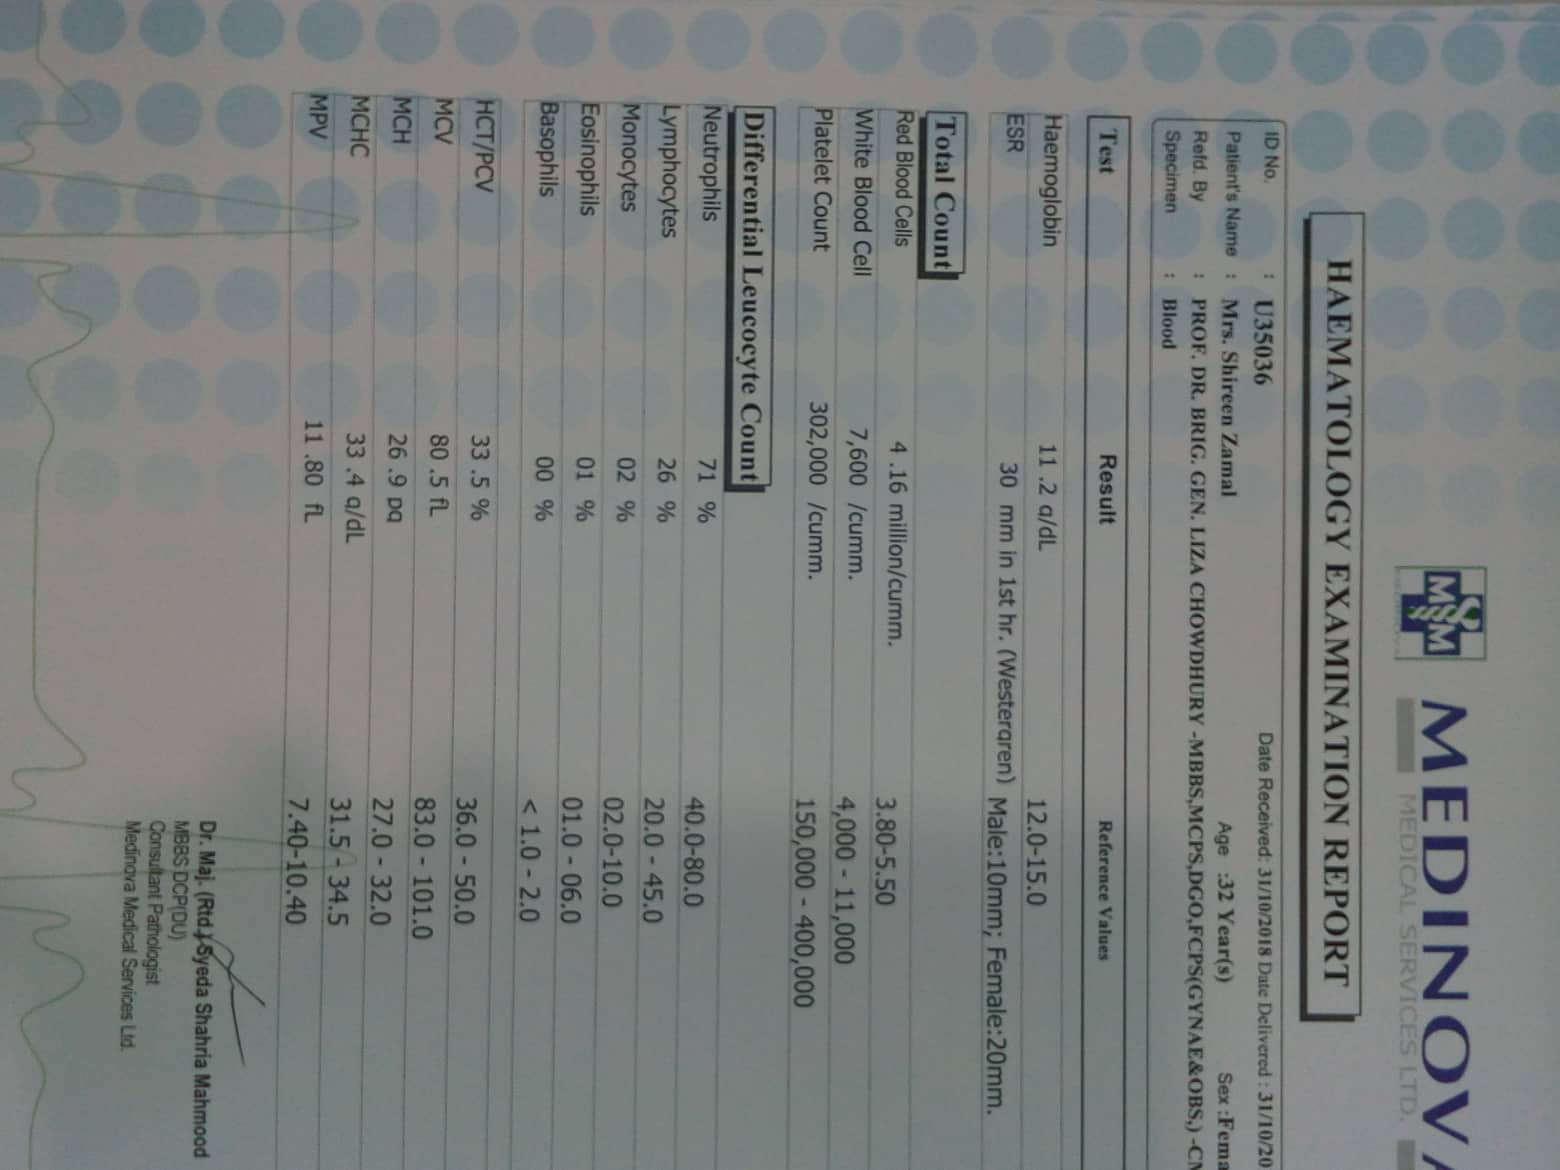 MEDINOVA
MEDICAL SERVICES LTD.
HAEMATOLOGY EXAMINATION REPORT
ID No. : U35036 Date Received: 31/10/2018 Date Delivered : 31/10/20
Patient's Name : Mrs. Shireen Zamal Age :32 Year(s) Sex :Fema
Refd. By : PROF. DR. BRIG. GEN. LIZA CHOWDHURY -MBBS,MCPS,DGO,FCPS(GYNAE&OBS,) -CM
Specimen : Blood
Test Result Reference Values
Haemoglobin 11 .2 g/dL 12.0-15.0
ESR 30 mm in 1st hr. (Westergren) Male:10mm; Female:20mm.
Total Count
Red Blood Cells 4 .16 million/cumm. 3.80-5.50
White Blood Cell 7,600 /cumm. 4,000 - 11,000
Platelet Count 302,000 /cumm. 150,000 - 400,000
Differential Leucocyte Count
Neutrophils 71 % 40.0-80.0
Lymphocytes 26 % 20.0 - 45.0
Monocytes 02 % 02.0-10.0
Eosinophils 01 % 01.0 - 06.0
Basophils 00 % < 1.0 - 2.0
HCT/PCV 33 .5 % 36.0 - 50.0
MCV 80 .5 fL 83.0 - 101.0
MCH 26 .9 pg 27.0 - 32.0
MCHC 33 .4 g/dL 31.5 - 34.5
MPV 11 .80 fL 7.40-10.40
Dr. Maj. (Rtd.) Syeda Shahria Mahmood
MBBS DCP(DU)
Consultant Pathologist
Medinova Medical Services Ltd.